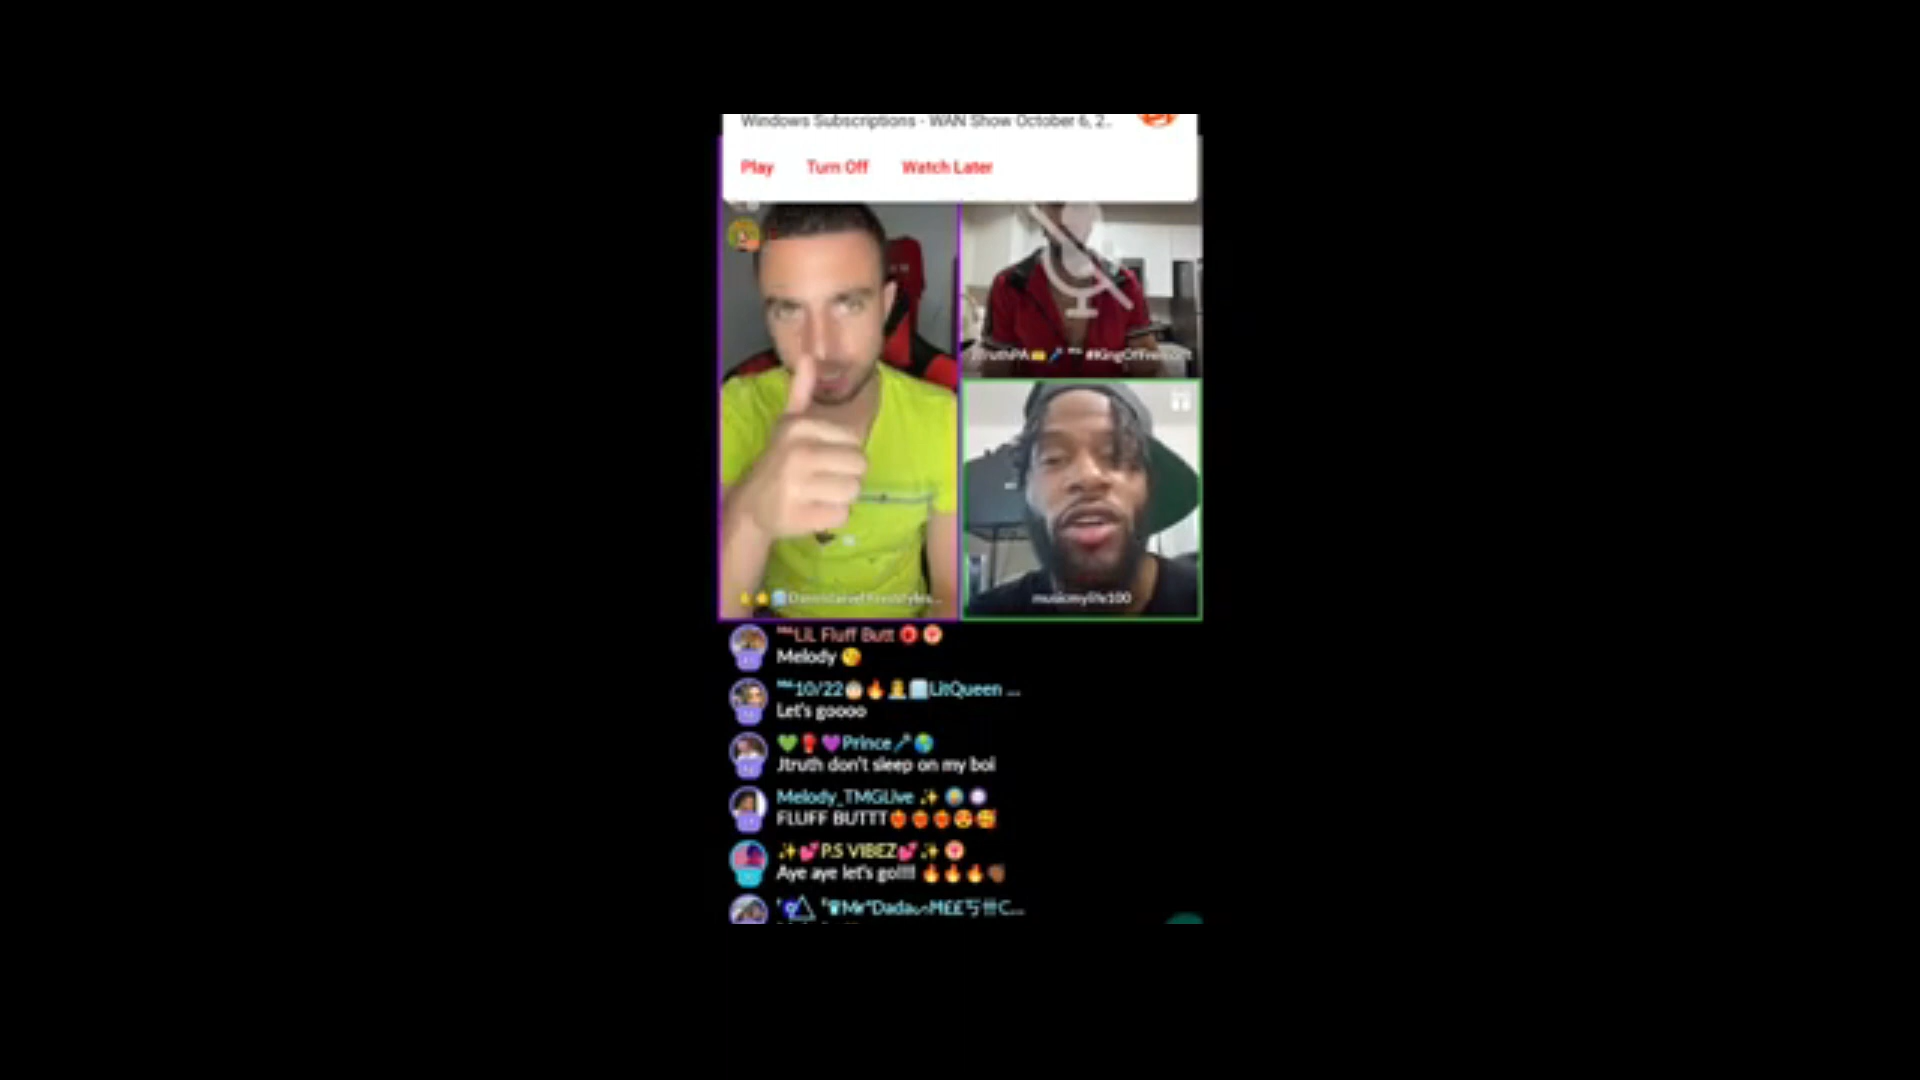 Windows Subscriptions - WAN Show October 6, 2...
Play Turn Off Watch Later
musicmylife100
LIL Fluff Butt
Melody 😘
10/22 LitQueen ...
Let's goooo
💚🥊💜Prince🎤🌎
Jtruth don't sleep on my boi
Melody_TMGLive ✨
FLUFF BUTTT❤️‍🔥❤️‍🔥❤️‍🔥😍🥰
✨💕P.S VIBEZ💕✨
Aye aye let's go!!!! 🔥🔥🔥